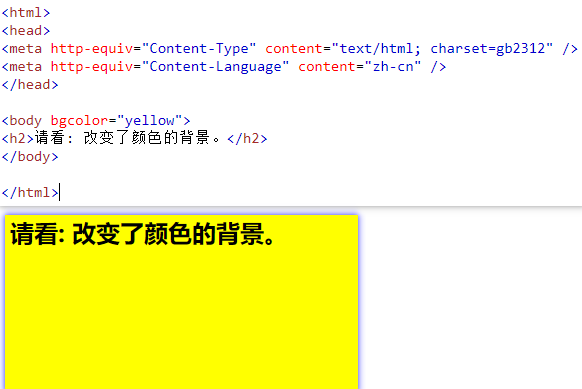 <html>
<head>
<meta http-equiv="Content-Type" content="text/html; charset=gb2312" />
<meta http-equiv="Content-Language" content="zh-cn" />
</head>
<body bgcolor="yellow">
<h2>请看: 改变了颜色的背景。</h2>
</body>
</html>
请看: 改变了颜色的背景。